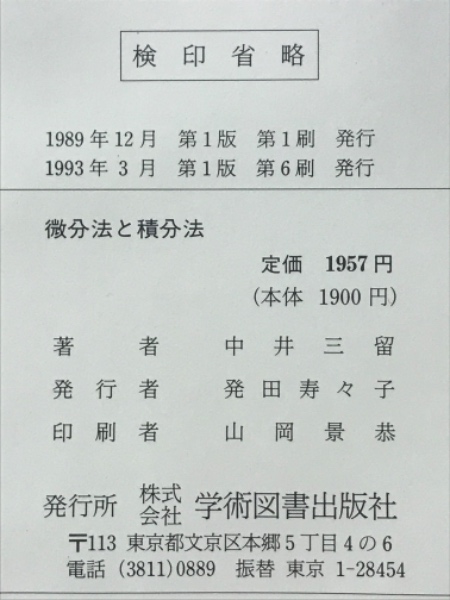 検印省略
1989年12月 第1版 第1刷 発行
1993年 3月 第1版 第6刷 発行
微分法と積分法
定価 1957円
(本体 1900円)
著者 中井三留
発行者 発田寿々子
印刷者 山岡景恭
発行所 株式会社 学術図書出版社
〒113 東京都文京区本郷5丁目4の6
電話 (3811)0889 振替 東京 1-28454